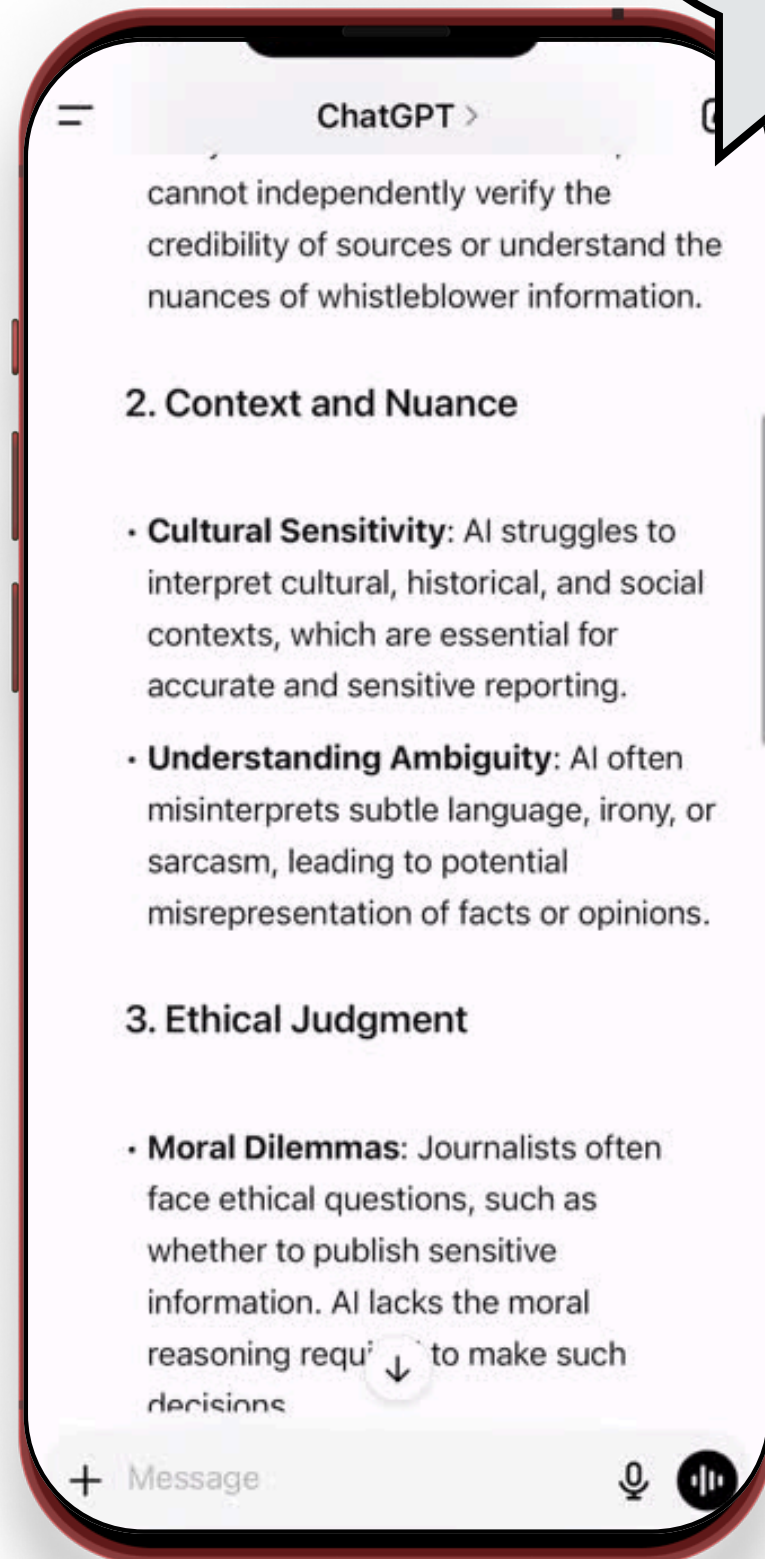 ChatGPT >
cannot independently verify the
credibility of sources or understand the
nuances of whistleblower information.
2. Context and Nuance
• Cultural Sensitivity: AI struggles to
interpret cultural, historical, and social
contexts, which are essential for
accurate and sensitive reporting.
• Understanding Ambiguity: AI often
misinterprets subtle language, irony, or
sarcasm, leading to potential
misrepresentation of facts or opinions.
3. Ethical Judgment
• Moral Dilemmas: Journalists often
face ethical questions, such as
whether to publish sensitive
information. AI lacks the moral
reasoning to make such
decisions
Message